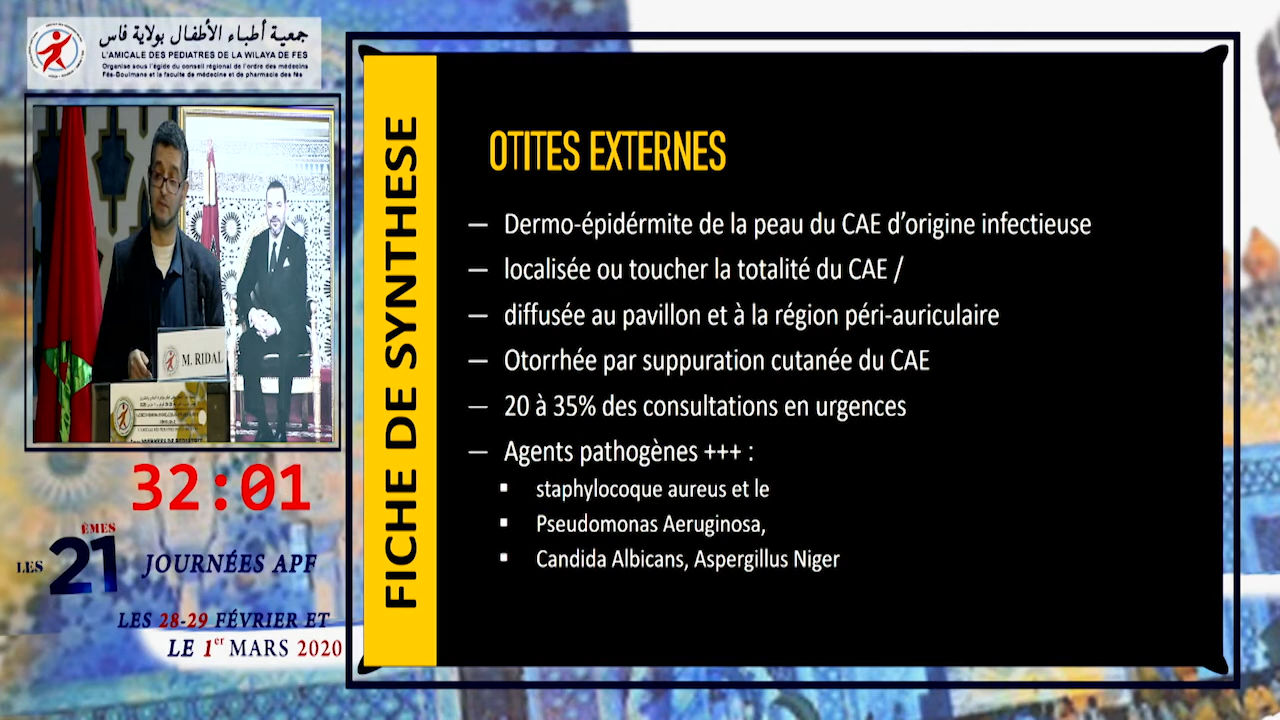 جمعية أطباء الأطفال بولاية فاس
L'AMICALE DES PEDIATRES DE LA WILAYA DE FES
Organise sous l'égide du conseil régional de l'ordre des médecins
Fès-Boulmans et la faculte de médecine et de pharmacie des fès
M. RIDAL
32:01
LES 21 ÈMES JOURNÉES APF
LES 28-29 FÉVRIER ET
LE 1er MARS 2020
FICHE DE SYNTHESE
OTITES EXTERNES
— Dermo-épidérmite de la peau du CAE d'origine infectieuse
— localisée ou toucher la totalité du CAE /
— diffusée au pavillon et à la région péri-auriculaire
— Otorrhée par suppuration cutanée du CAE
— 20 à 35% des consultations en urgences
— Agents pathogènes +++ :
▪ staphylocoque aureus et le
▪ Pseudomonas Aeruginosa,
▪ Candida Albicans, Aspergillus Niger